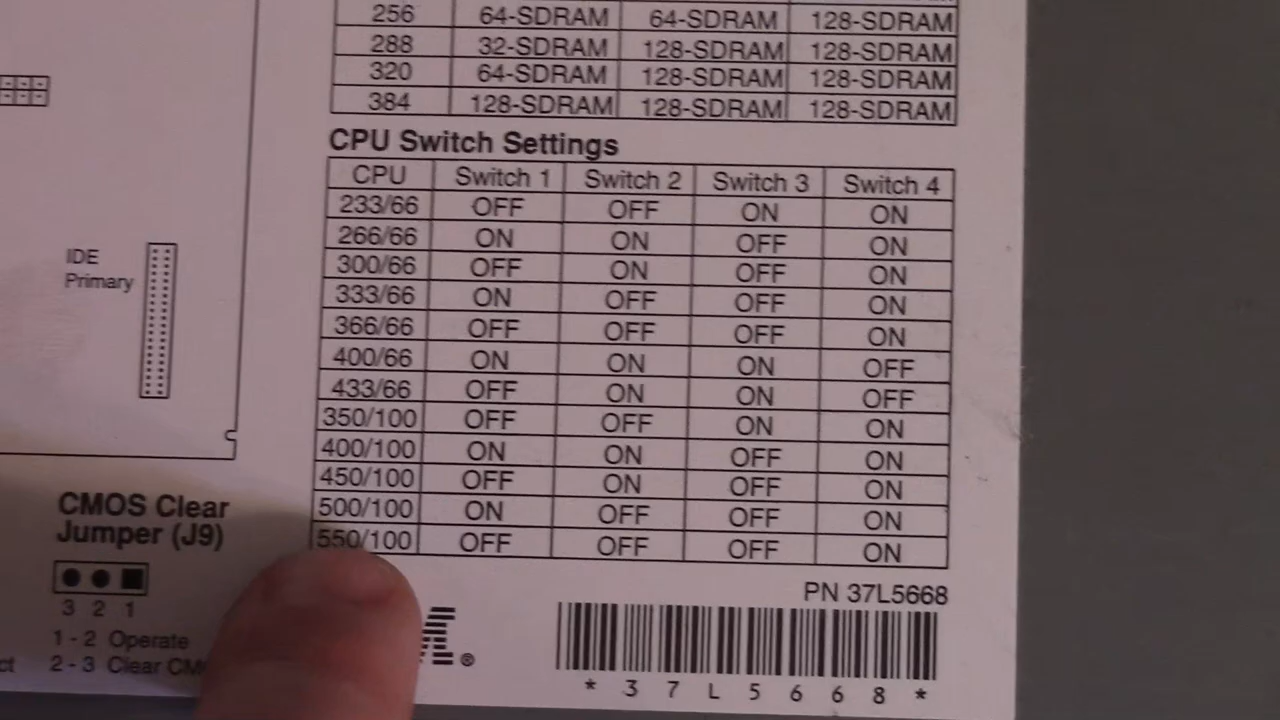 256 64-SDRAM 64-SDRAM 128-SDRAM
288 32-SDRAM 128-SDRAM 128-SDRAM
320 64-SDRAM 128-SDRAM 128-SDRAM
384 128-SDRAM 128-SDRAM 128-SDRAM
CPU Switch Settings
CPU Switch 1 Switch 2 Switch 3 Switch 4
233/66 OFF OFF ON ON
266/66 ON ON OFF ON
300/66 OFF ON OFF ON
333/66 ON OFF OFF ON
366/66 OFF OFF OFF ON
400/66 ON ON ON OFF
433/66 OFF ON ON OFF
350/100 OFF OFF ON ON
400/100 ON ON OFF ON
450/100 OFF ON OFF ON
500/100 ON OFF OFF ON
550/100 OFF OFF OFF ON
IDE
Primary
CMOS Clear
Jumper (J9)
3 2 1
1 - 2 Operate
2 - 3 Clear
®
PN 37L5668
* 3 7 L 5 6 6 8 *